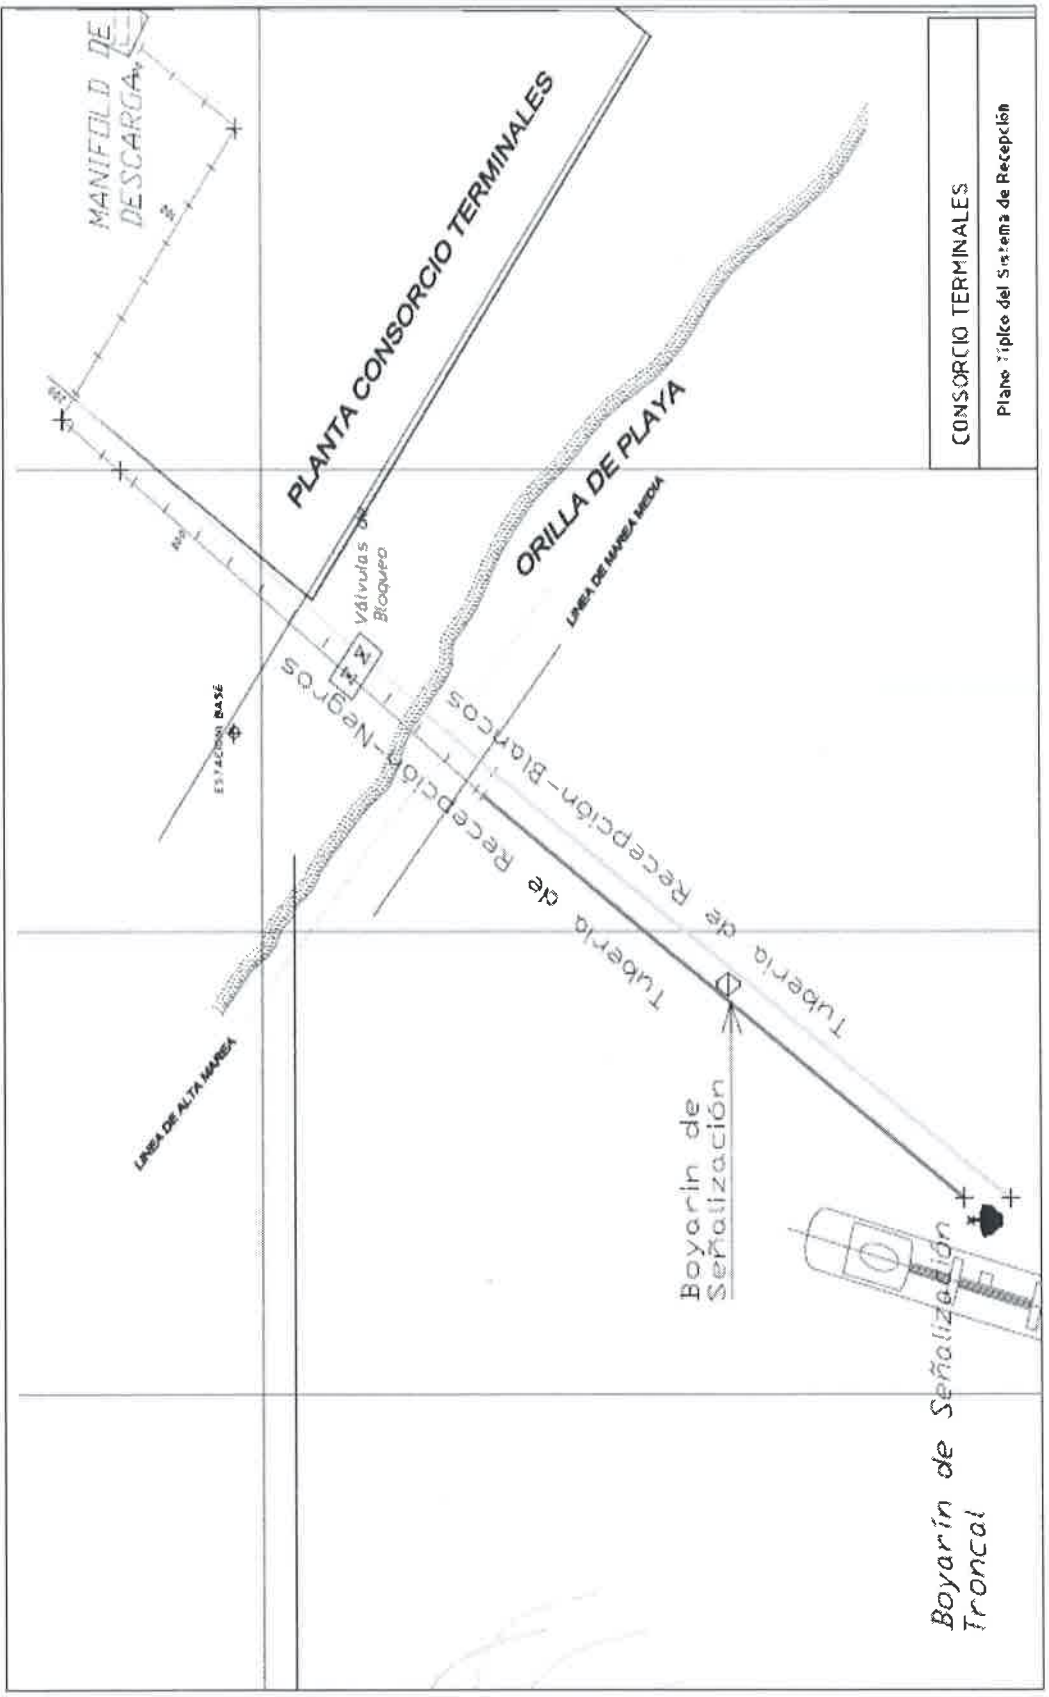 MANIFOLD DE
DESCARGA
PLANTA CONSORCIO TERMINALES
Válvulas de
Bloqueo
ESTACION BASE
ORILLA DE PLAYA
LINEA DE MAREA MEDIA
LINEA DE ALTA MAREA
Tubería de Recepción-Negros
Tubería de Recepción-Blancos
Boyarin de
Señalización
Boyarín de Señalización
Troncal
CONSORCIO TERMINALES
Plano Típico del Sistema de Recepción